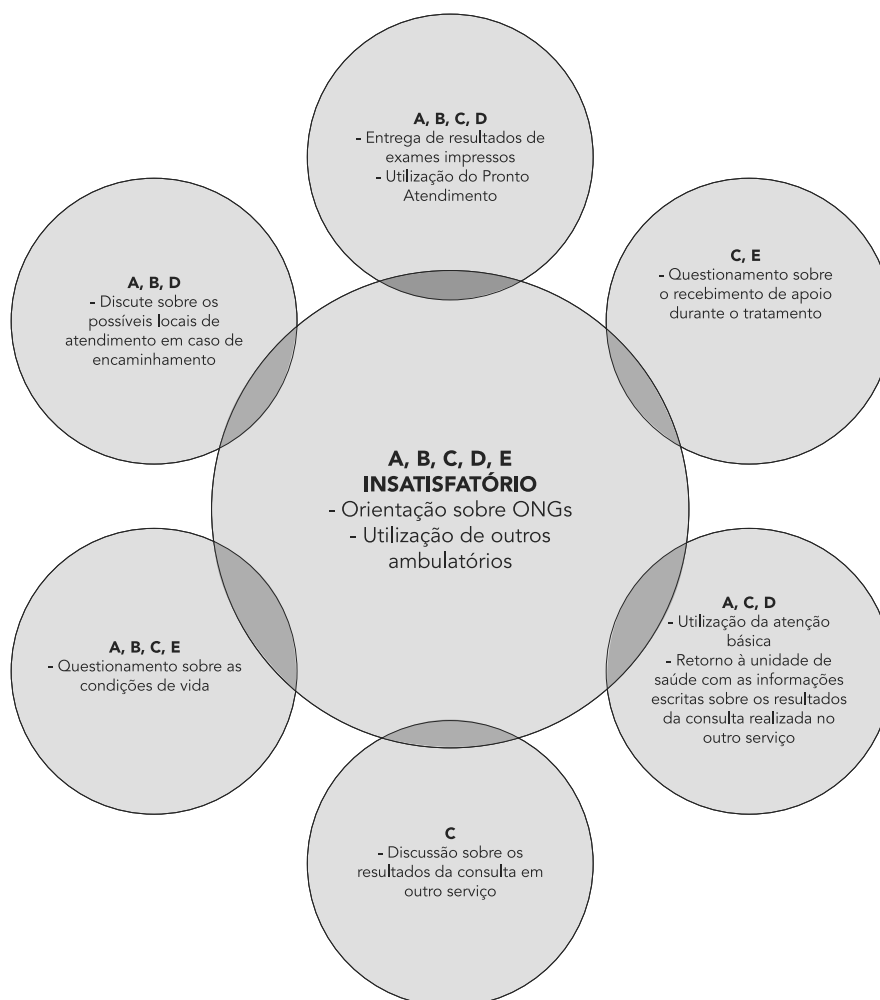 A, B, C, D
- Entrega de resultados de
exames impressos
- Utilização do Pronto
Atendimento
A, B, D
- Discute sobre os
possíveis locais de
atendimento em caso de
encaminhamento
C, E
- Questionamento sobre
o recebimento de apoio
durante o tratamento
A, B, C, D, E
INSATISFATÓRIO
- Orientação sobre ONGs
- Utilização de outros
ambulatórios
A, B, C, E
- Questionamento sobre as
condições de vida
A, C, D
- Utilização da atenção
básica
- Retorno à unidade de
saúde com as informações
escritas sobre os resultados
da consulta realizada no
outro serviço
C
- Discussão sobre os
resultados da consulta em
outro serviço